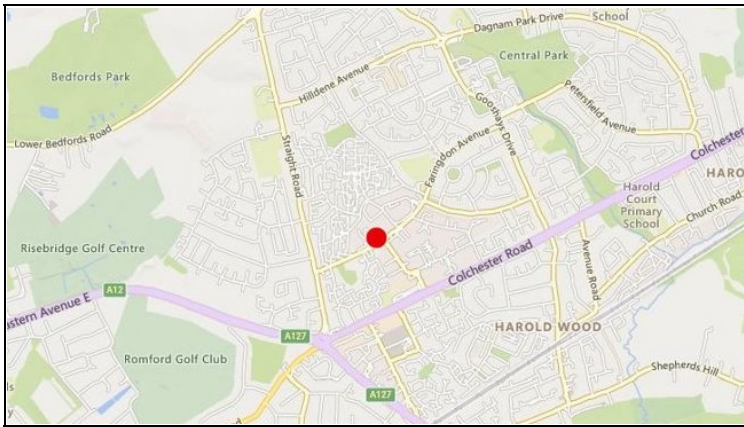 Dagnam Park Drive
School
Central Park
Bedfords Park
Hilldene Avenue
Petersfield Avenue
Gooshays Drive
Lower Bedfords Road
Straight Road
Faringdon Avenue
Colchester
HARO
Harold
Court
Primary
School
Church Road
Risebridge Golf Centre
Colchester Road
Avenue Road
A12
stern Avenue E
HAROLD WOOD
A127
Romford Golf Club
Shepherds Hill
A127